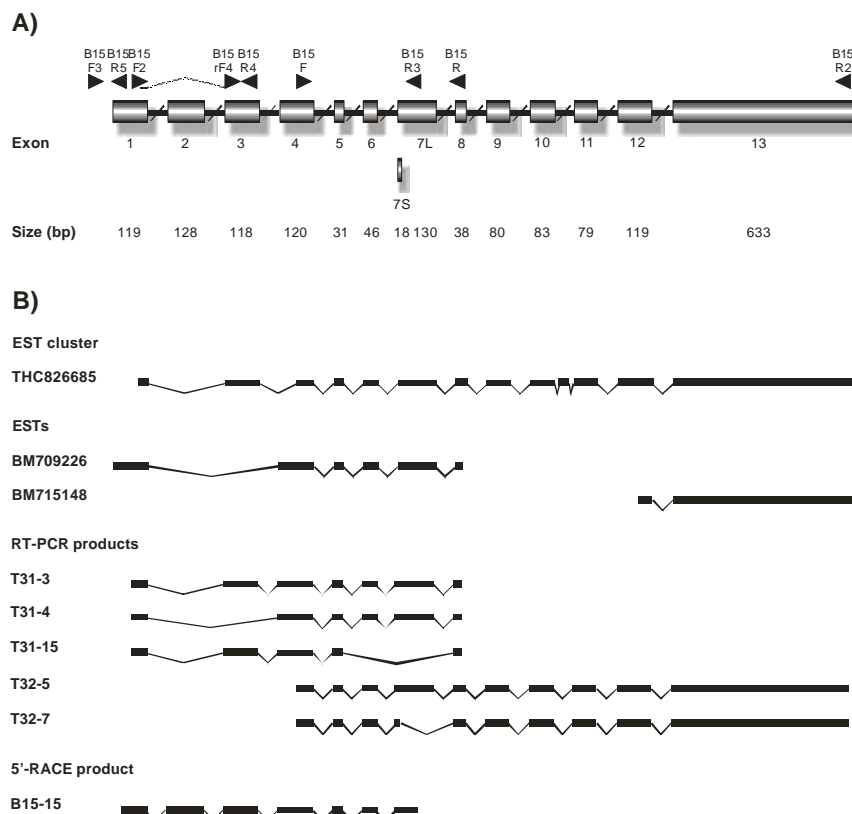 A)
B15 B15 B15 B15 B15 B15 B15 B15 B15
F3 R5 F2 rF4 R4 F R3 R R2
Exon 1 2 3 4 5 6 7L 8 9 10 11 12 13
7S
Size (bp) 119 128 118 120 31 46 18 130 38 80 83 79 119 633
B)
EST cluster
THC826685
ESTs
BM709226
BM715148
RT-PCR products
T31-3
T31-4
T31-15
T32-5
T32-7
5’-RACE product
B15-15